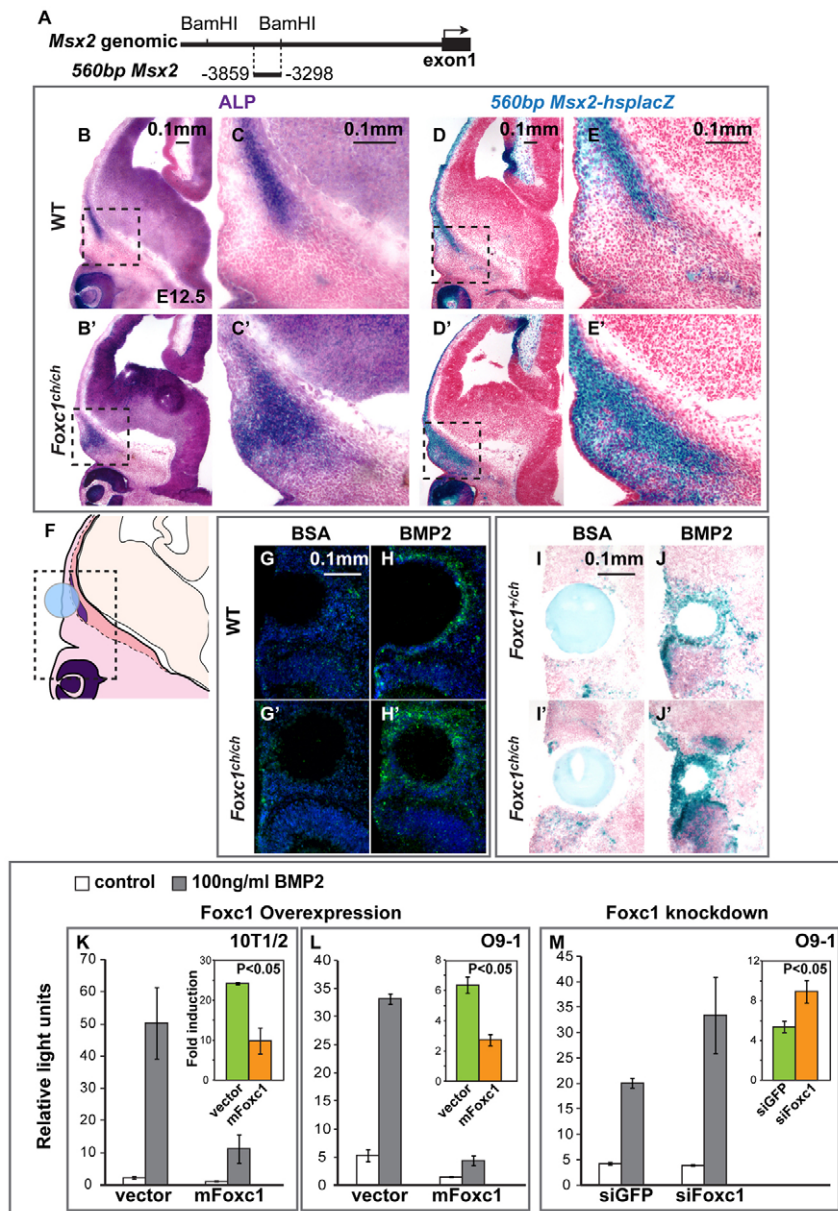 A
BamHI BamHI
Msx2 genomic
exon1
560bp Msx2 -3859 -3298
ALP 560bp Msx2-hsplacZ
B 0.1mm C 0.1mm D 0.1mm E 0.1mm
WT
E12.5
B' C' D' E'
Foxc1ch/ch
F
BSA BMP2 BSA BMP2
G 0.1mm H I 0.1mm J
WT Foxc1+/ch
G' H' I' J'
Foxc1ch/ch Foxc1ch/ch
control 100ng/ml BMP2
Foxc1 Overexpression Foxc1 knockdown
K 10T1/2
Relative light units
70
60
50
40
30
20
10
0
vector mFoxc1
P<0.05
Fold induction
30
20
10
0
vector
mFoxc1
L O9-1
40
35
30
25
20
15
10
5
0
vector mFoxc1
P<0.05
8
6
4
2
0
vector
mFoxc1
M O9-1
45
40
35
30
25
20
15
10
5
0
siGFP siFoxc1
P<0.05
12
8
4
0
siGFP
siFoxc1